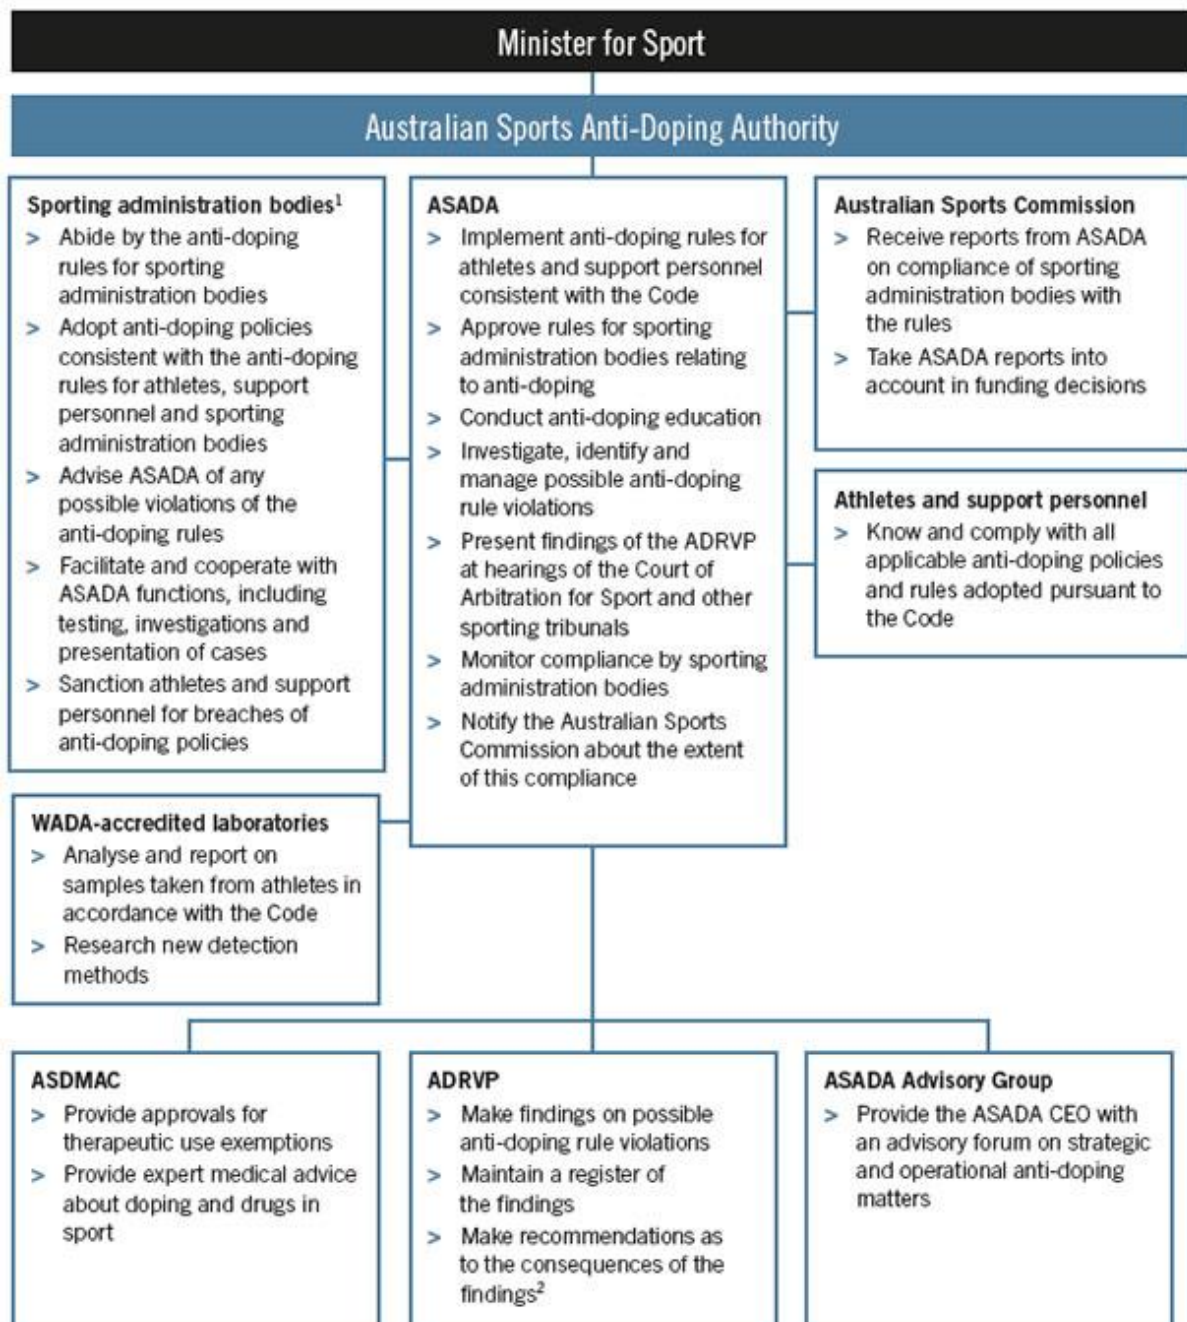 Minister for Sport
Australian Sports Anti-Doping Authority
Sporting administration bodies¹
> Abide by the anti-doping
rules for sporting
administration bodies
> Adopt anti-doping policies
consistent with the anti-doping
rules for athletes, support
personnel and sporting
administration bodies
> Advise ASADA of any
possible violations of the
anti-doping rules
> Facilitate and cooperate with
ASADA functions, including
testing, investigations and
presentation of cases
> Sanction athletes and support
personnel for breaches of
anti-doping policies
ASADA
> Implement anti-doping rules for
athletes and support personnel
consistent with the Code
> Approve rules for sporting
administration bodies relating
to anti-doping
> Conduct anti-doping education
> Investigate, identify and
manage possible anti-doping
rule violations
> Present findings of the ADRVP
at hearings of the Court of
Arbitration for Sport and other
sporting tribunals
> Monitor compliance by sporting
administration bodies
> Notify the Australian Sports
Commission about the extent
of this compliance
Australian Sports Commission
> Receive reports from ASADA
on compliance of sporting
administration bodies with
the rules
> Take ASADA reports into
account in funding decisions
Athletes and support personnel
> Know and comply with all
applicable anti-doping policies
and rules adopted pursuant to
the Code
WADA-accredited laboratories
> Analyse and report on
samples taken from athletes in
accordance with the Code
> Research new detection
methods
ASDMAC
> Provide approvals for
therapeutic use exemptions
> Provide expert medical advice
about doping and drugs in
sport
ADRVP
> Make findings on possible
anti-doping rule violations
> Maintain a register of
the findings
> Make recommendations as
to the consequences of the
findings²
ASADA Advisory Group
> Provide the ASADA CEO with
an advisory forum on strategic
and operational anti-doping
matters